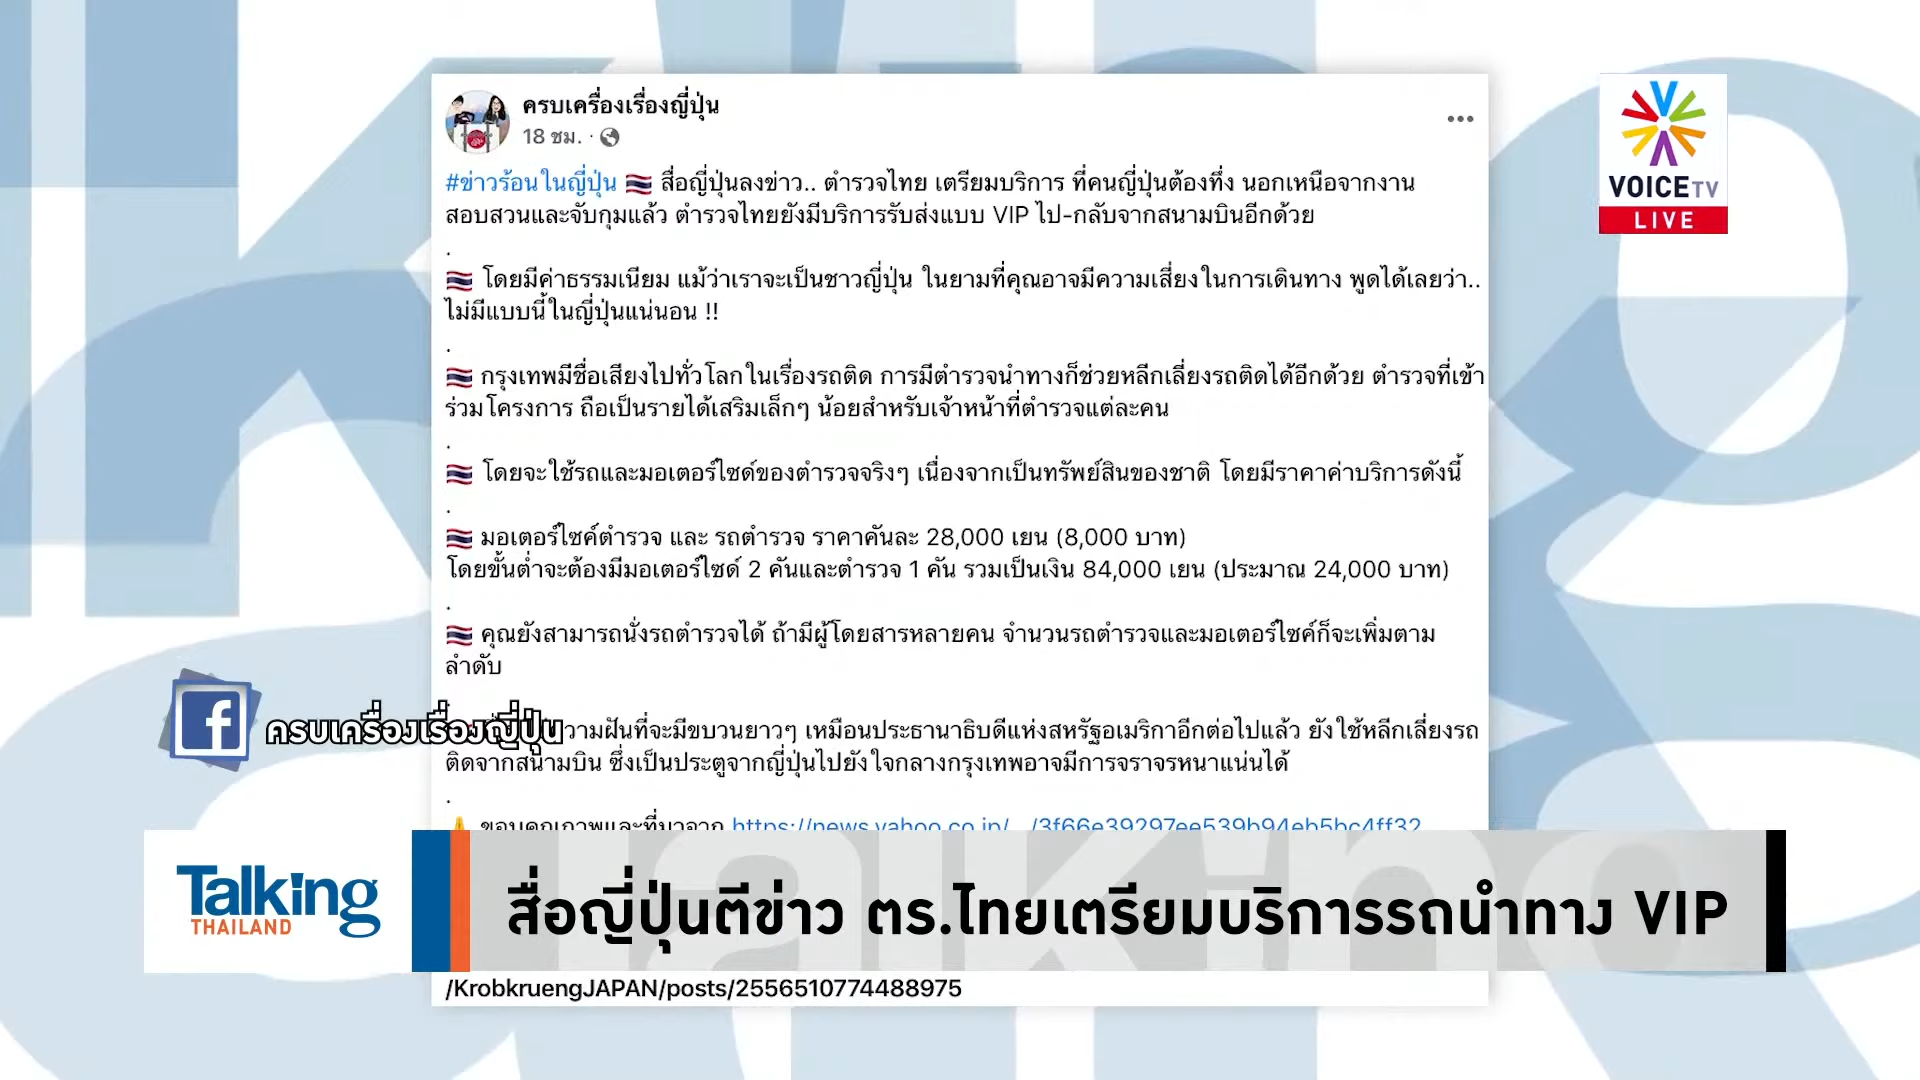 ครบเครื่องเรื่องญี่ปุ่น
18 ชม. ·
#ข่าวร้อนในญี่ปุ่น 🇹🇭 สื่อญี่ปุ่นลงข่าว.. ตำรวจไทย เตรียมบริการ ที่คนญี่ปุ่นต้องทึ่ง นอกเหนือจากงาน
สอบสวนและจับกุมแล้ว ตำรวจไทยยังมีบริการรับส่งแบบ VIP ไป-กลับจากสนามบินอีกด้วย
.
🇹🇭 โดยมีค่าธรรมเนียม แม้ว่าเราจะเป็นชาวญี่ปุ่น ในยามที่คุณอาจมีความเสี่ยงในการเดินทาง พูดได้เลยว่า..
ไม่มีแบบนี้ในญี่ปุ่นแน่นอน !!
.
🇹🇭 กรุงเทพมีชื่อเสียงไปทั่วโลกในเรื่องรถติด การมีตำรวจนำทางก็ช่วยหลีกเลี่ยงรถติดได้อีกด้วย ตำรวจที่เข้า
ร่วมโครงการ ถือเป็นรายได้เสริมเล็กๆ น้อยสำหรับเจ้าหน้าที่ตำรวจแต่ละคน
.
🇹🇭 โดยจะใช้รถและมอเตอร์ไซด์ของตำรวจจริงๆ เนื่องจากเป็นทรัพย์สินของชาติ โดยมีราคาค่าบริการดังนี้
.
🇹🇭 มอเตอร์ไซค์ตำรวจ และ รถตำรวจ ราคาคันละ 28,000 เยน (8,000 บาท)
โดยขั้นต่ำจะต้องมีมอเตอร์ไซด์ 2 คันและตำรวจ 1 คัน รวมเป็นเงิน 84,000 เยน (ประมาณ 24,000 บาท)
.
🇹🇭 คุณยังสามารถนั่งรถตำรวจได้ ถ้ามีผู้โดยสารหลายคน จำนวนรถตำรวจและมอเตอร์ไซค์ก็จะเพิ่มตาม
ลำดับ
ความฝันที่จะมีขบวนยาวๆ เหมือนประธานาธิบดีแห่งสหรัฐอเมริกาอีกต่อไปแล้ว ยังใช้หลีกเลี่ยงรถ
ติดจากสนามบิน ซึ่งเป็นประตูจากญี่ปุ่นไปยังใจกลางกรุงเทพอาจมีการจราจรหนาแน่นได้
.
ขอบคุณภาพและที่มาจาก https://news.yahoo.co.jp/.../3f66e39297ee539b94eb5bc4ff32...
/KrobkruengJAPAN/posts/2556510774488975
f ครบเครื่องเรื่องญี่ปุ่น
Talking
THAILAND
สื่อญี่ปุ่นตีข่าว ตร.ไทยเตรียมบริการรถนำทาง VIP
VOICE TV
LIVE